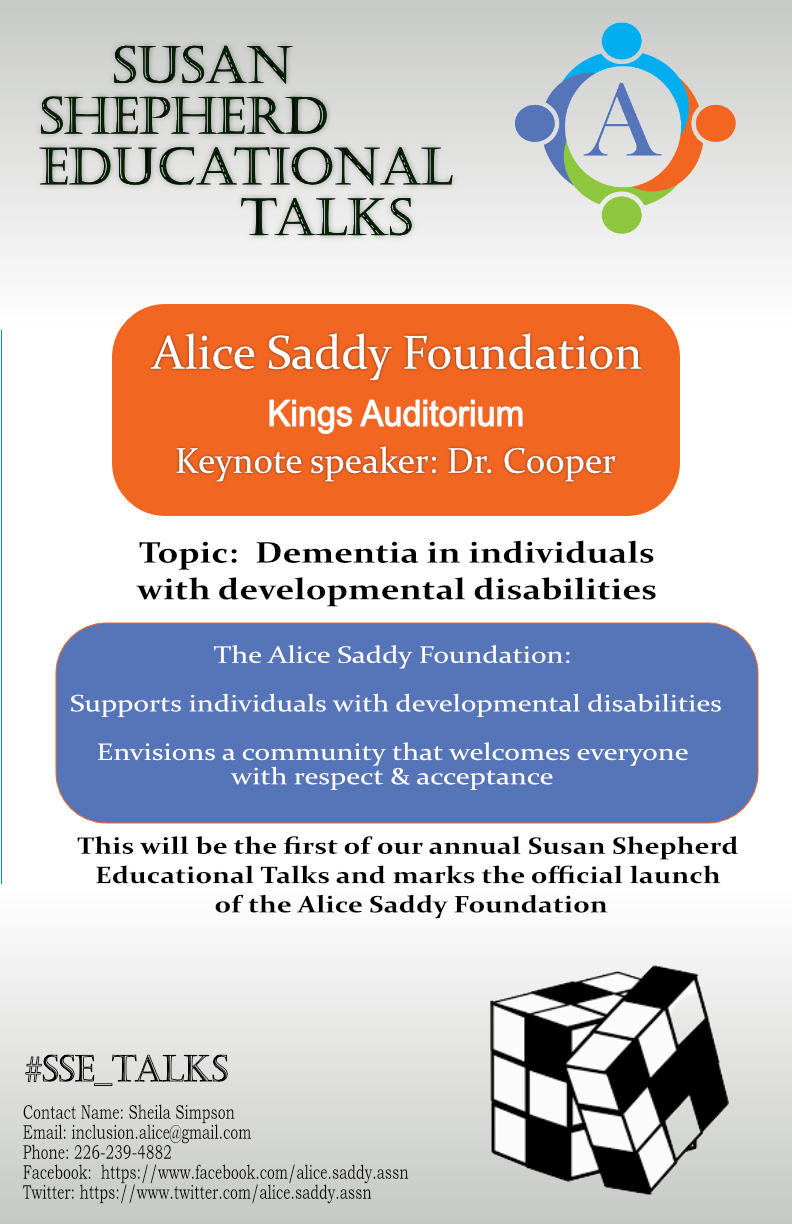 SUSAN
SHEPHERD
EDUCATIONAL
TALKS
A
Alice Saddy Foundation
Kings Auditorium
Keynote speaker: Dr. Cooper
Topic:  Dementia in individuals
with developmental disabilities
The Alice Saddy Foundation:
Supports individuals with developmental disabilities
Envisions a community that welcomes everyone
with respect & acceptance
This will be the first of our annual Susan Shepherd
Educational Talks and marks the official launch
of the Alice Saddy Foundation
#SSE_TALKS
Contact Name: Sheila Simpson
Email: inclusion.alice@gmail.com
Phone: 226-239-4882
Facebook:  https://www.facebook.com/alice.saddy.assn
Twitter: https://www.twitter.com/alice.saddy.assn